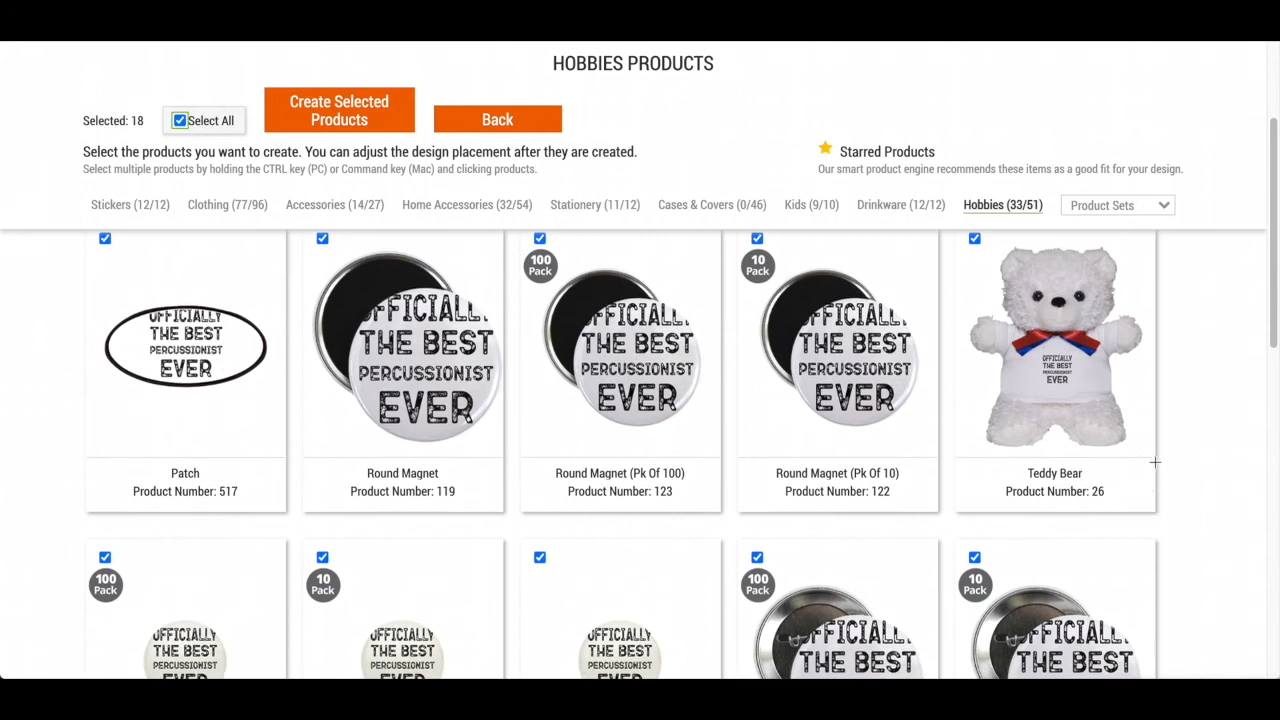 HOBBIES PRODUCTS
Selected: 18
Select All
Create Selected
Products
Back
Select the products you want to create. You can adjust the design placement after they are created.
Select multiple products by holding the CTRL key (PC) or Command key (Mac) and clicking products.
Starred Products
Our smart product engine recommends these items as a good fit for your design.
Stickers (12/12)
Clothing (77/96)
Accessories (14/27)
Home Accessories (32/54)
Stationery (11/12)
Cases & Covers (0/46)
Kids (9/10)
Drinkware (12/12)
Hobbies (33/51)
Product Sets
OFFICIALLY
THE BEST
PERCUSSIONIST
EVER
Patch
Product Number: 517
OFFICIALLY
THE BEST
PERCUSSIONIST
EVER
Round Magnet
Product Number: 119
100
Pack
OFFICIALLY
THE BEST
PERCUSSIONIST
EVER
Round Magnet (Pk Of 100)
Product Number: 123
10
Pack
OFFICIALLY
THE BEST
PERCUSSIONIST
EVER
Round Magnet (Pk Of 10)
Product Number: 122
OFFICIALLY
THE BEST
PERCUSSIONIST
EVER
Teddy Bear
Product Number: 26
100
Pack
OFFICIALLY
THE BEST
PERCUSSIONIST
EVER
10
Pack
OFFICIALLY
THE BEST
PERCUSSIONIST
EVER
OFFICIALLY
THE BEST
PERCUSSIONIST
EVER
100
Pack
OFFICIALLY
THE BEST
10
Pack
OFFICIALLY
THE BEST